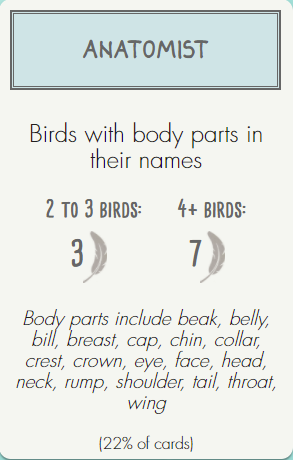 ANATOMIST
Birds with body parts in
their names
2 TO 3 BIRDS: 4+ BIRDS:
3 7
Body parts include beak, belly,
bill, breast, cap, chin, collar,
crest, crown, eye, face, head,
neck, rump, shoulder, tail, throat,
wing
(22% of cards)